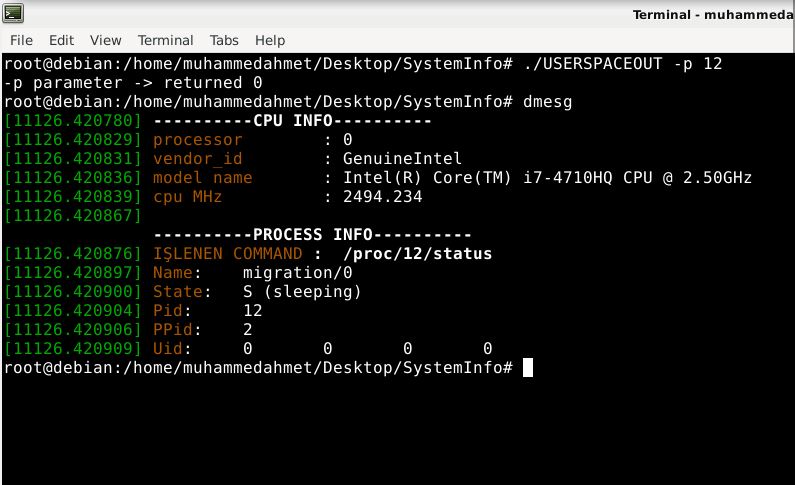 Terminal - muhammeda
File Edit View Terminal Tabs Help
root@debian:/home/muhammedahmet/Desktop/SystemInfo# ./USERSPACEOUT -p 12
-p parameter -> returned 0
root@debian:/home/muhammedahmet/Desktop/SystemInfo# dmesg
[11126.420780] ----------CPU INFO----------
[11126.420829] processor : 0
[11126.420831] vendor_id : GenuineIntel
[11126.420836] model name : Intel(R) Core(TM) i7-4710HQ CPU @ 2.50GHz
[11126.420839] cpu MHz : 2494.234
[11126.420867]
----------PROCESS INFO----------
[11126.420876] IŞLENEN COMMAND : /proc/12/status
[11126.420897] Name: migration/0
[11126.420900] State: S (sleeping)
[11126.420904] Pid: 12
[11126.420906] PPid: 2
[11126.420909] Uid: 0 0 0 0
root@debian:/home/muhammedahmet/Desktop/SystemInfo#